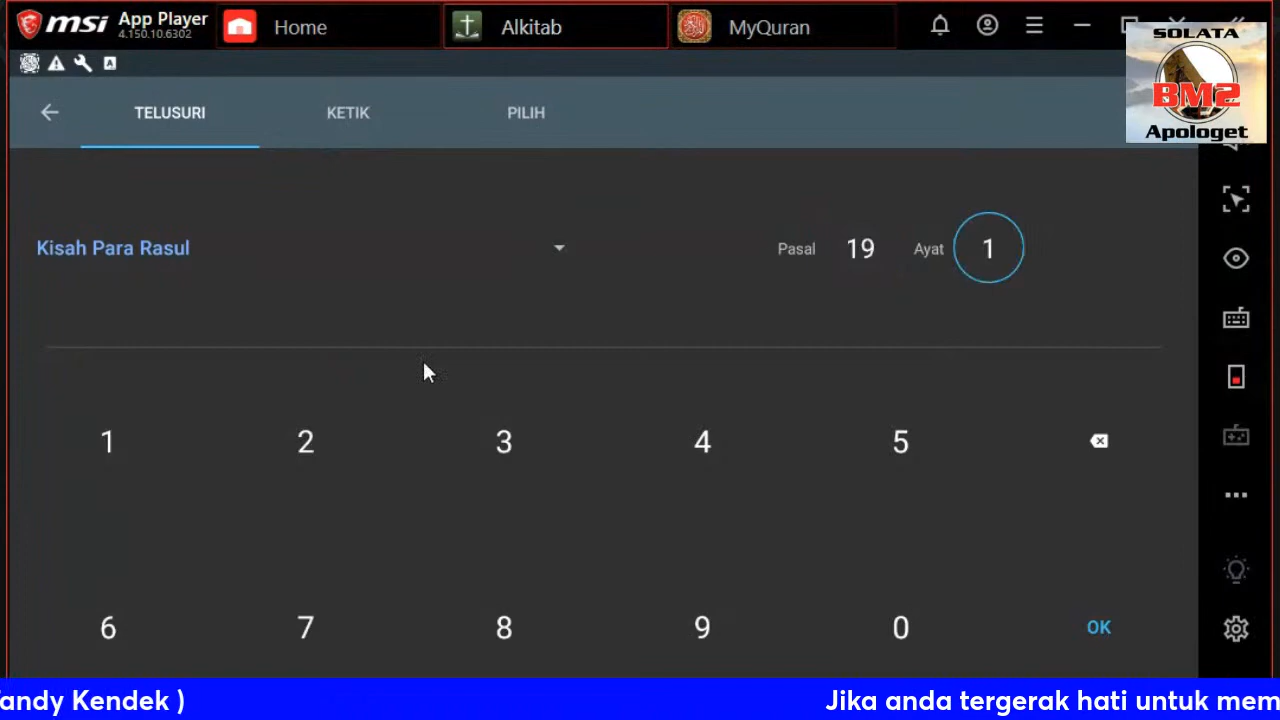 msi App Player
4.150.10.6302
Home
Alkitab
MyQuran
SOLATA
BM2
Apologet
TELUSURI
KETIK
PILIH
Kisah Para Rasul
Pasal 19 Ayat 1
1 2 3 4 5
6 7 8 9 0 OK
andy Kendek )
Jika anda tergerak hati untuk mem